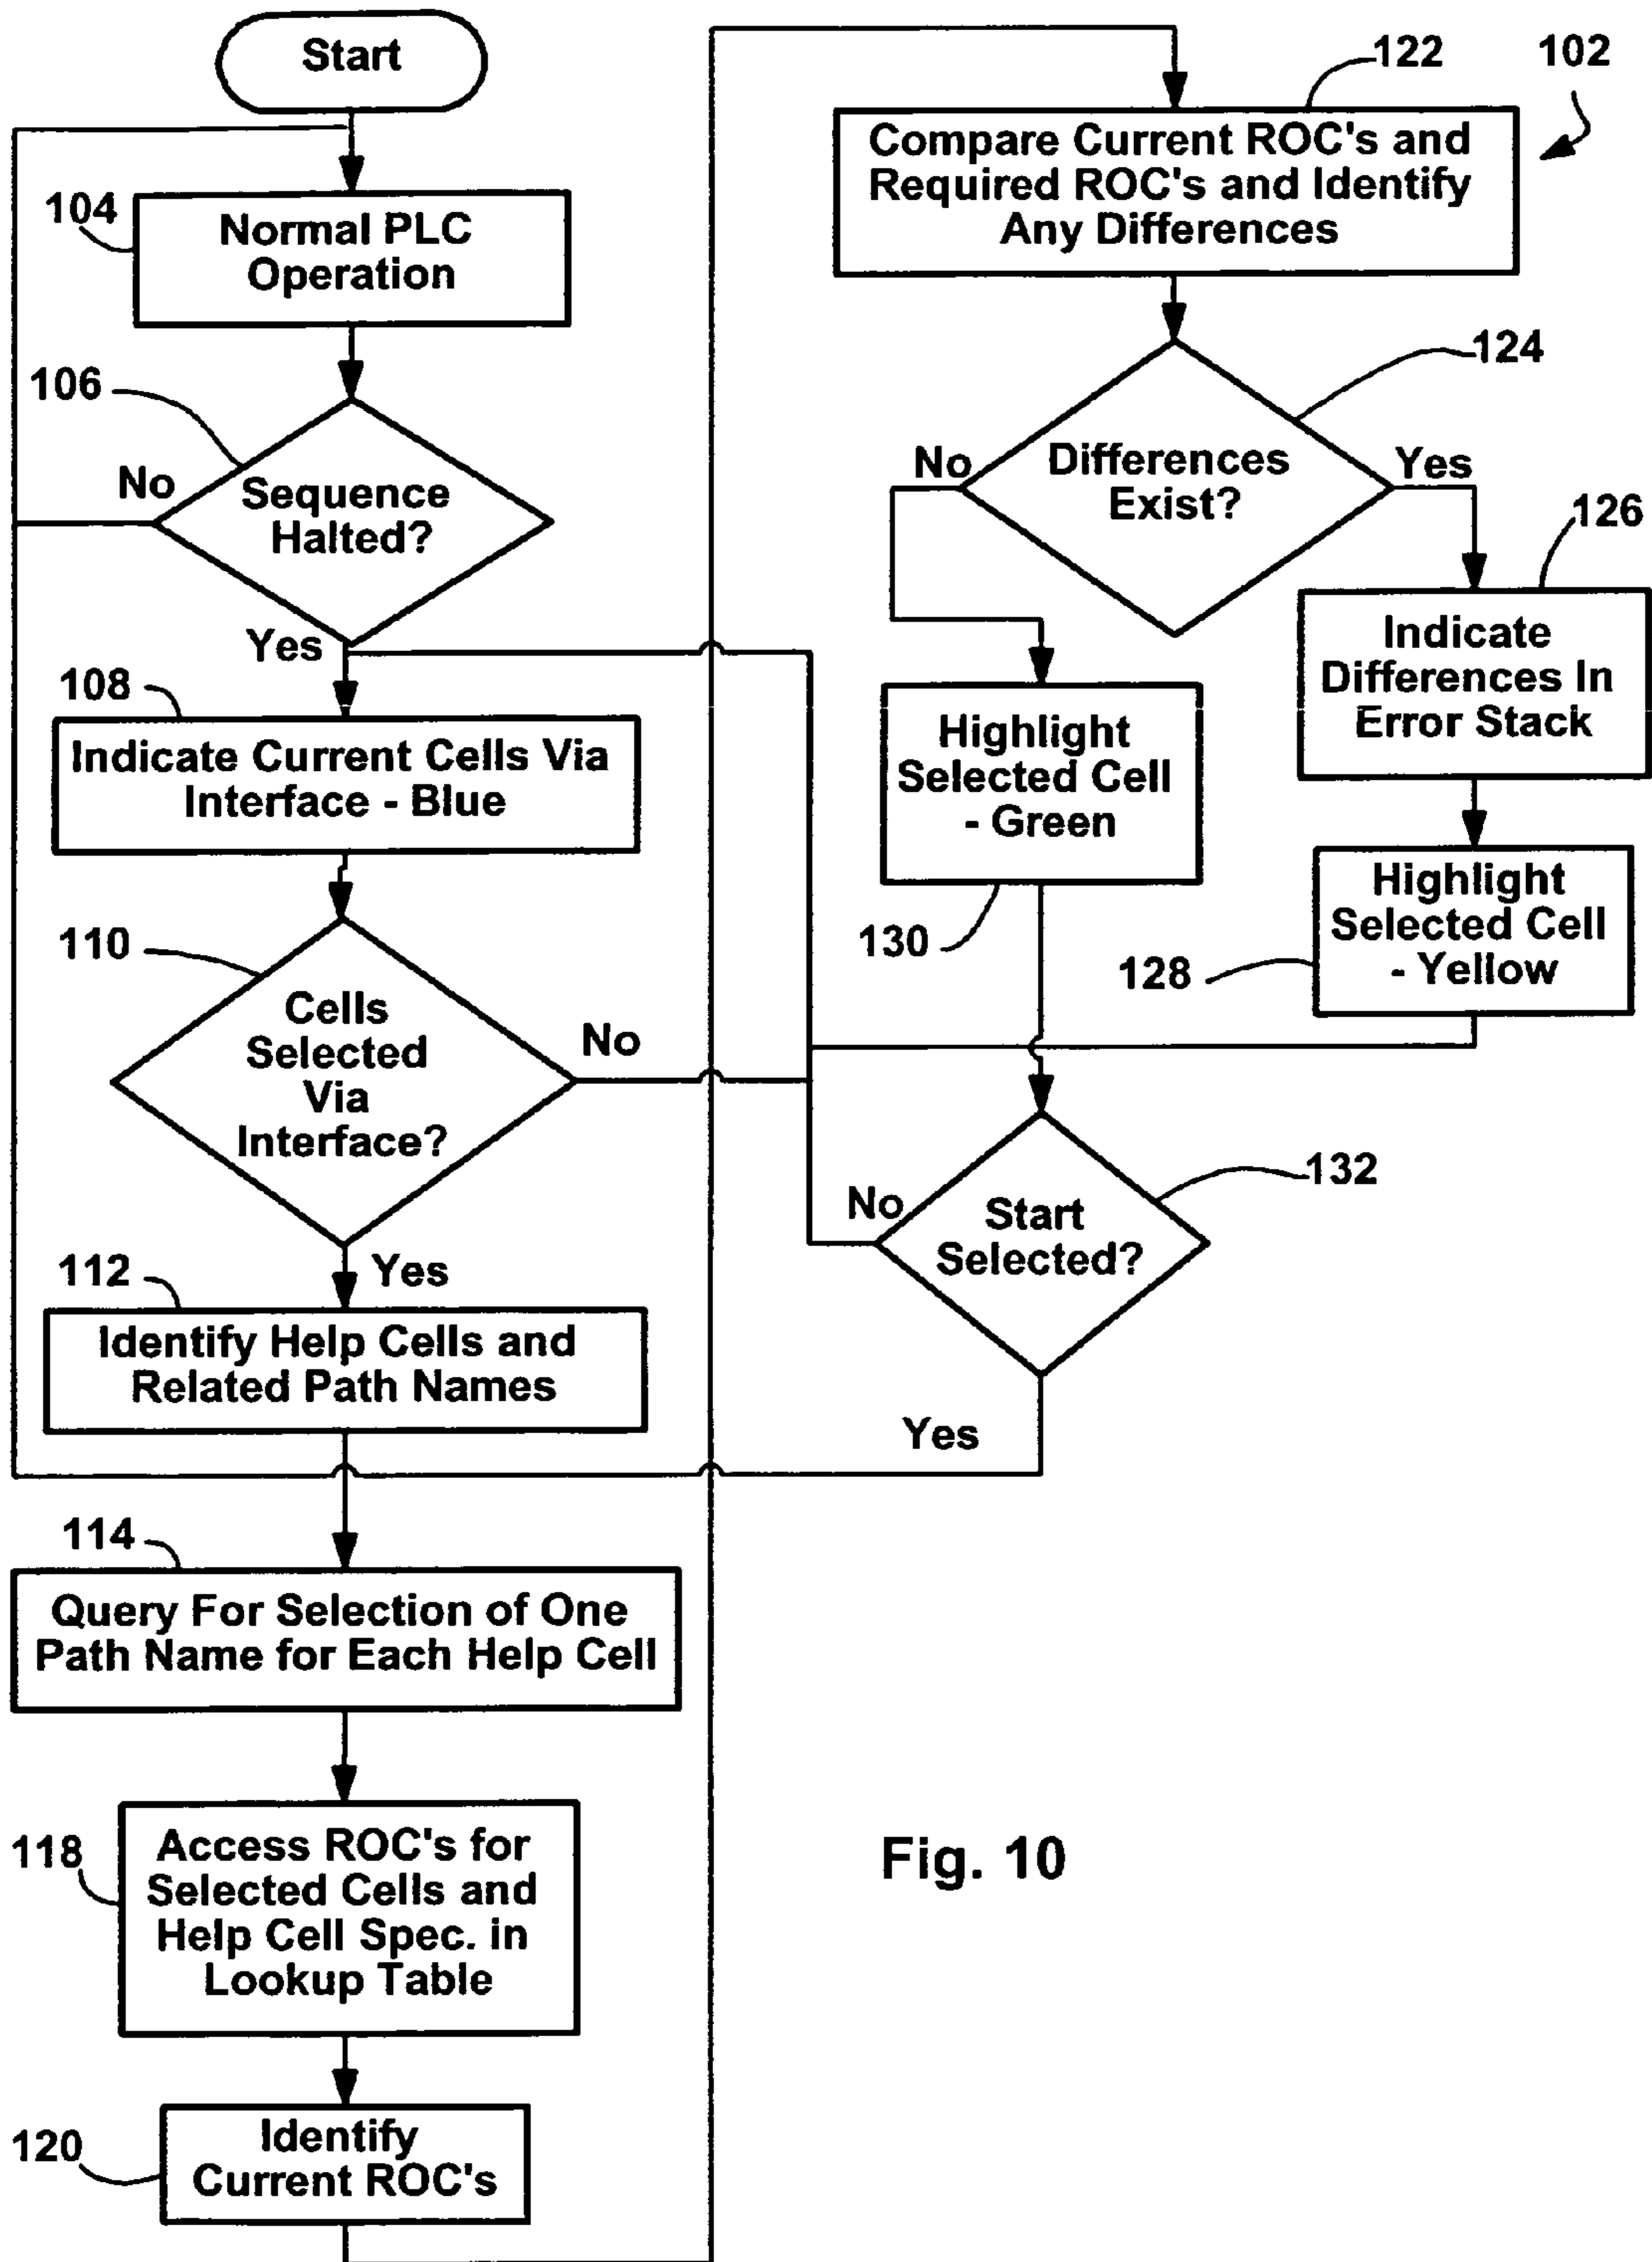 Start
104
Normal PLC
Operation
106
No
Sequence
Halted?
Yes
108
Indicate Current Cells Via
Interface - Blue
110
Cells
Selected
Via
Interface?
No
Yes
112
Identify Help Cells and
Related Path Names
114
Query For Selection of One
Path Name for Each Help Cell
118
Access ROC's for
Selected Cells and
Help Cell Spec. in
Lookup Table
120
Identify
Current ROC's
122
102
Compare Current ROC's and
Required ROC's and Identify
Any Differences
124
No
Differences
Exist?
Yes
126
Indicate
Differences In
Error Stack
Highlight
Selected Cell
- Green
130
Highlight
Selected Cell
- Yellow
128
132
No
Start
Selected?
Yes
Fig. 10